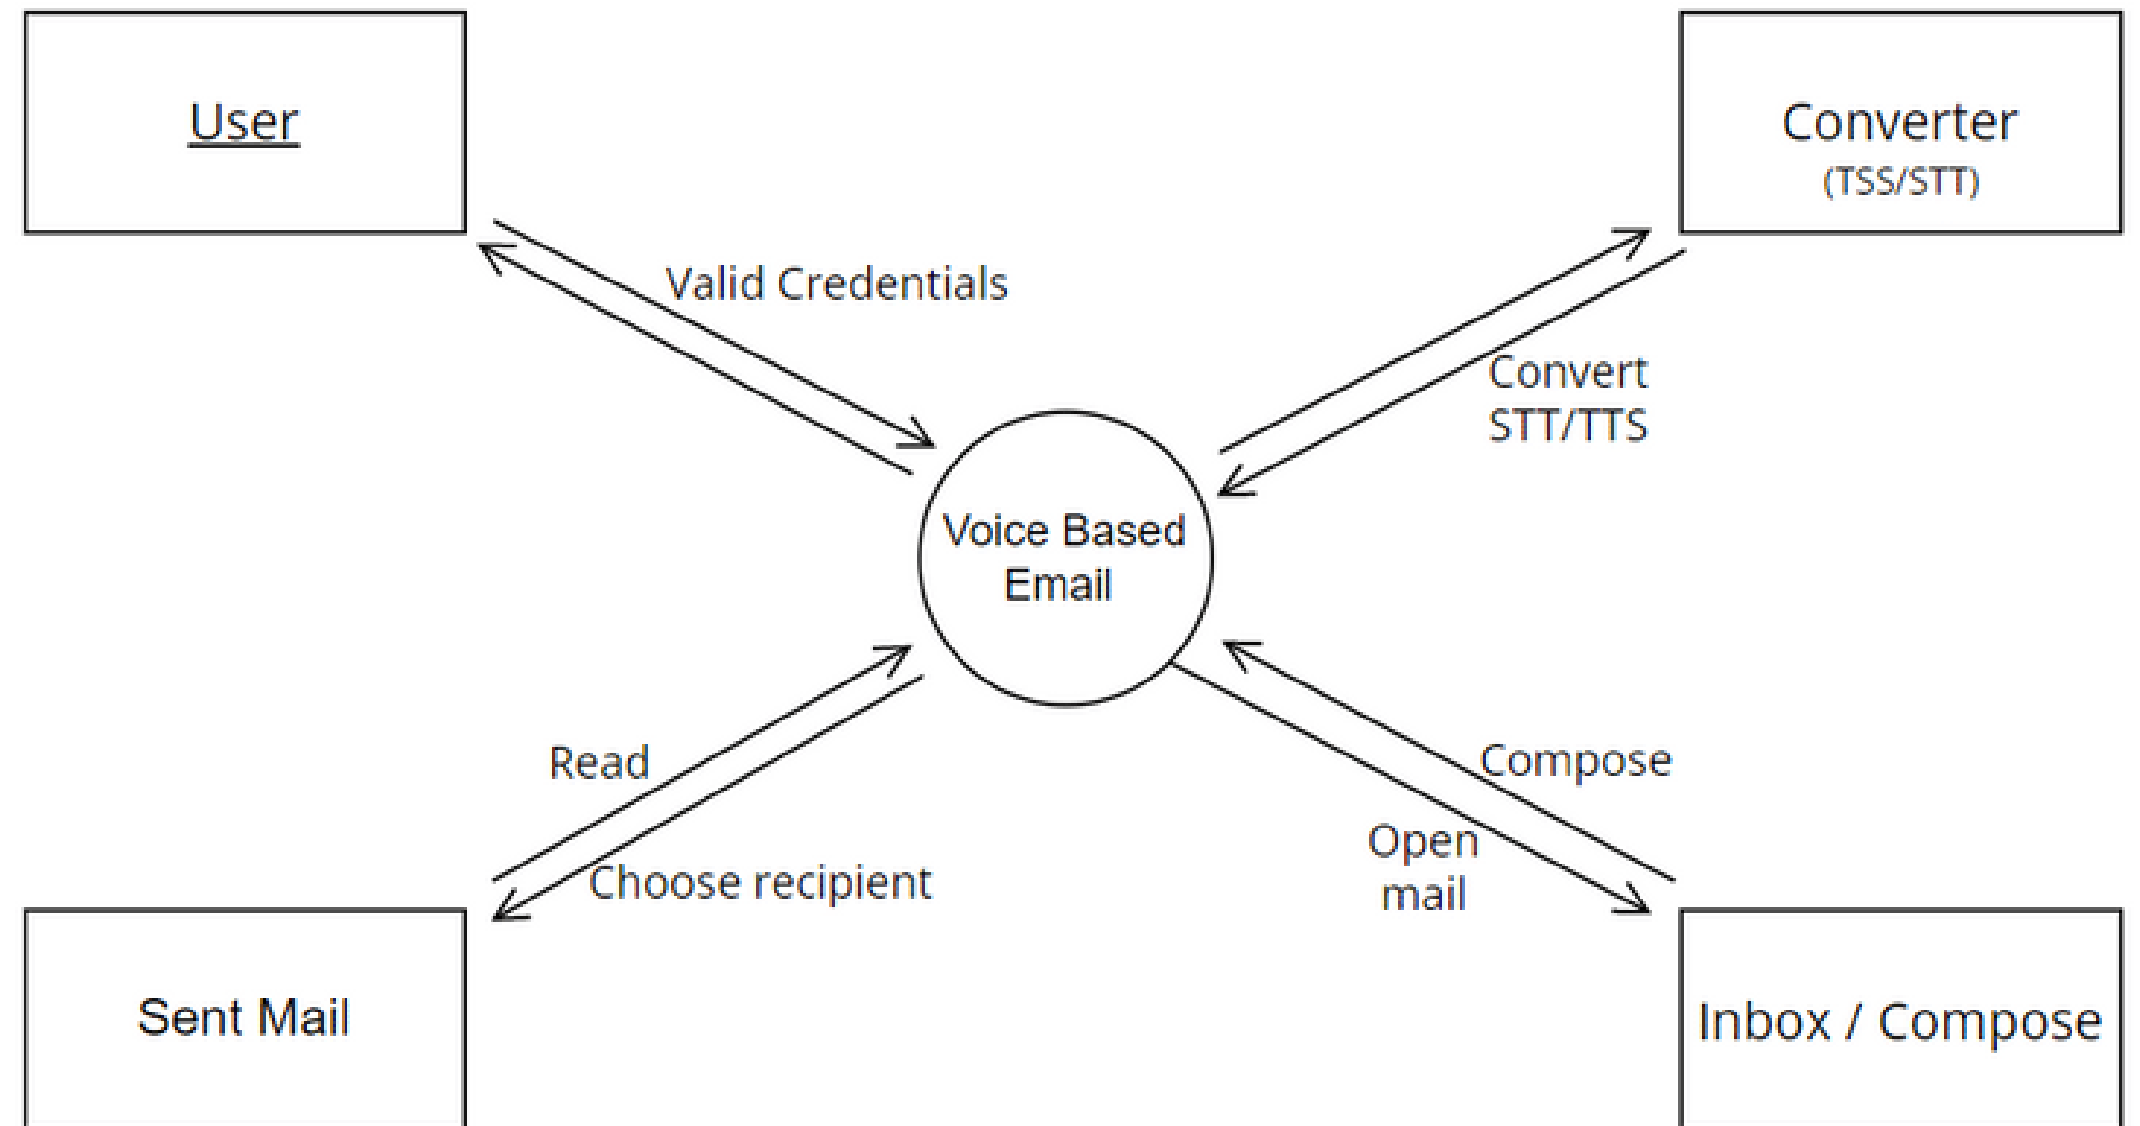 User
Converter
(TSS/STT)
Valid Credentials
Convert
STT/TTS
Voice Based
Email
Read
Compose
Open
mail
Choose recipient
Sent Mail
Inbox / Compose